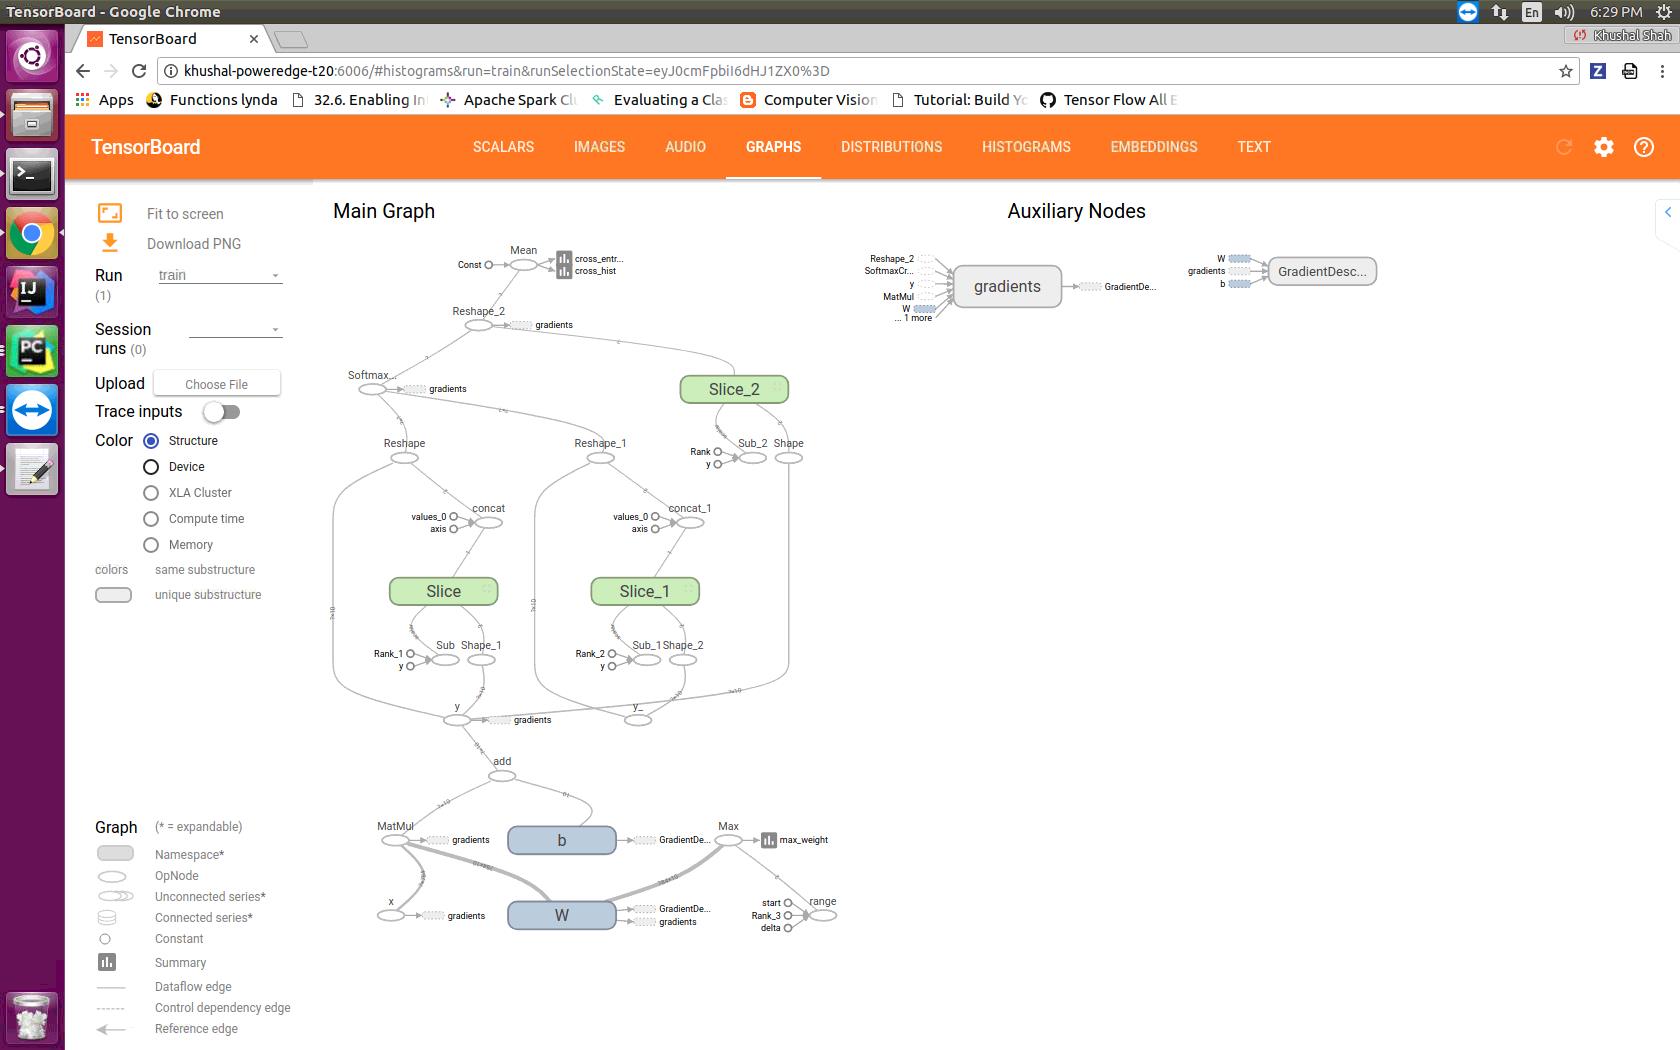 TensorBoard - Google Chrome
En
6:29 PM
TensorBoard
Khushal Shah
khushal-poweredge-t20:6006/#histograms&run=train&runSelectionState=eyJ0cmFpbiI6dHJ1ZX0%3D
Apps
Functions lynda
32.6. Enabling In
Apache Spark Clu
Evaluating a Clas
Computer Vision
Tutorial: Build Yo
Tensor Flow All E
TensorBoard
SCALARS
IMAGES
AUDIO
GRAPHS
DISTRIBUTIONS
HISTOGRAMS
EMBEDDINGS
TEXT
Fit to screen
Download PNG
Run
(1)
train
Session
runs (0)
Upload
Choose File
Trace inputs
Color
Structure
Device
XLA Cluster
Compute time
Memory
colors
same substructure
unique substructure
Graph
(* = expandable)
Namespace*
OpNode
Unconnected series*
Connected series*
Constant
Summary
Dataflow edge
Control dependency edge
Reference edge
Main Graph
Mean
Const
cross_entr...
cross_hist
Reshape_2
gradients
Softmax...
gradients
Slice_2
Reshape
Reshape_1
Sub_2
Shape
Rank
y
concat
values_0
axis
concat_1
values_0
axis
Slice
Slice_1
Sub
Shape_1
Rank_1
y
Sub_1
Shape_2
Rank_2
y
y
gradients
y_
add
MatMul
gradients
b
GradientDe...
Max
max_weight
x
gradients
W
GradientDe...
gradients
start
range
Rank_3
delta
Auxiliary Nodes
Reshape_2
SoftmaxCr...
y
MatMul
W
... 1 more
gradients
GradientDe...
W
gradients
b
GradientDesc...